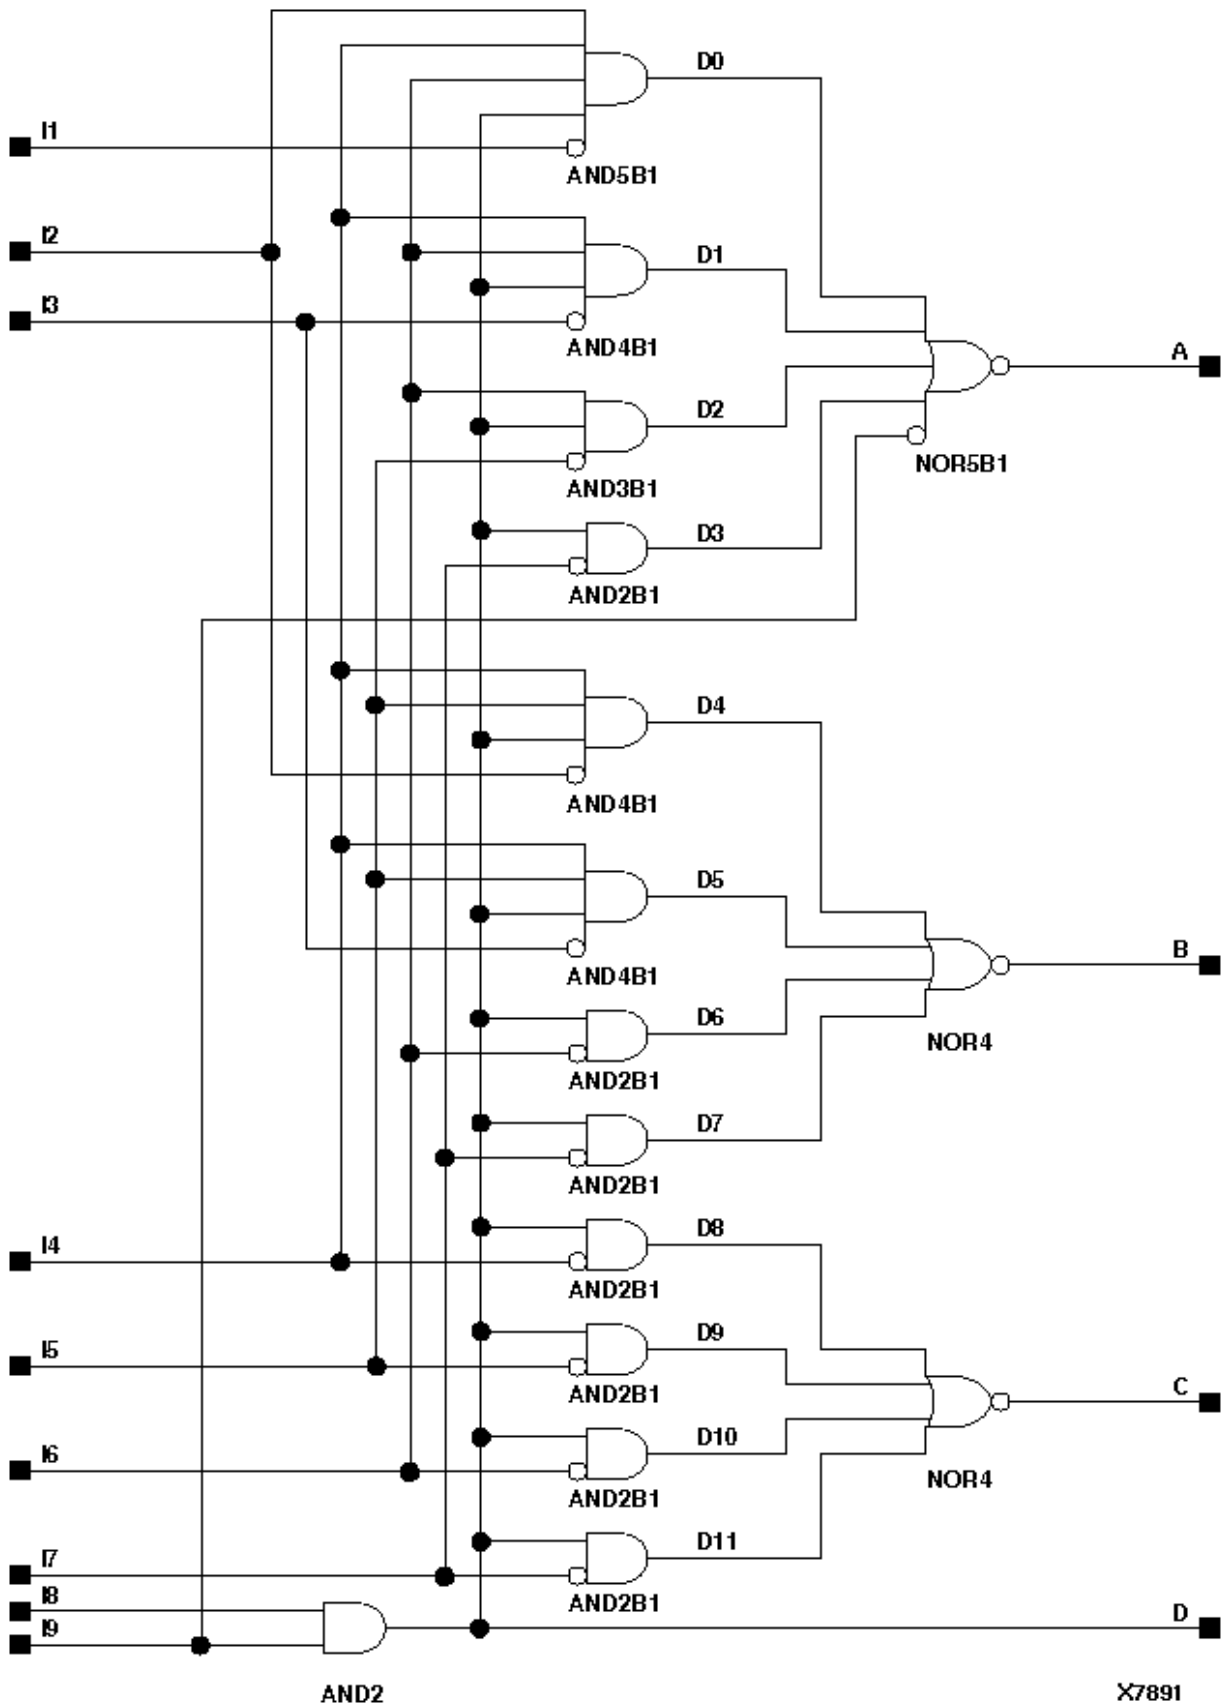 D0
I1
AND5B1
I2
D1
I3
AND4B1
A
D2
NOR5B1
AND3B1
D3
AND2B1
D4
AND4B1
D5
B
AND4B1
D6
NOR4
AND2B1
D7
AND2B1
D8
I4
AND2B1
D9
I5
C
AND2B1
D10
I6
NOR4
AND2B1
D11
I7
I8
AND2B1
D
I9
AND2
X7891